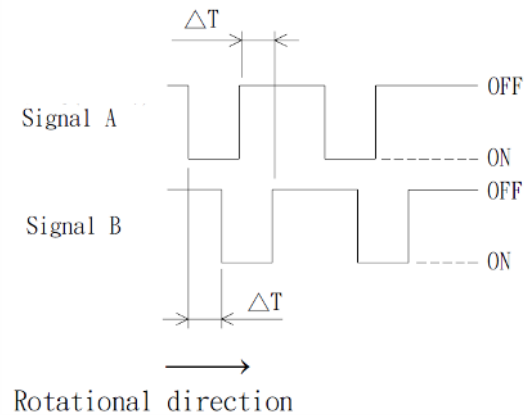 △T
OFF
Signal A
ON
OFF
Signal B
ON
△T
Rotational direction